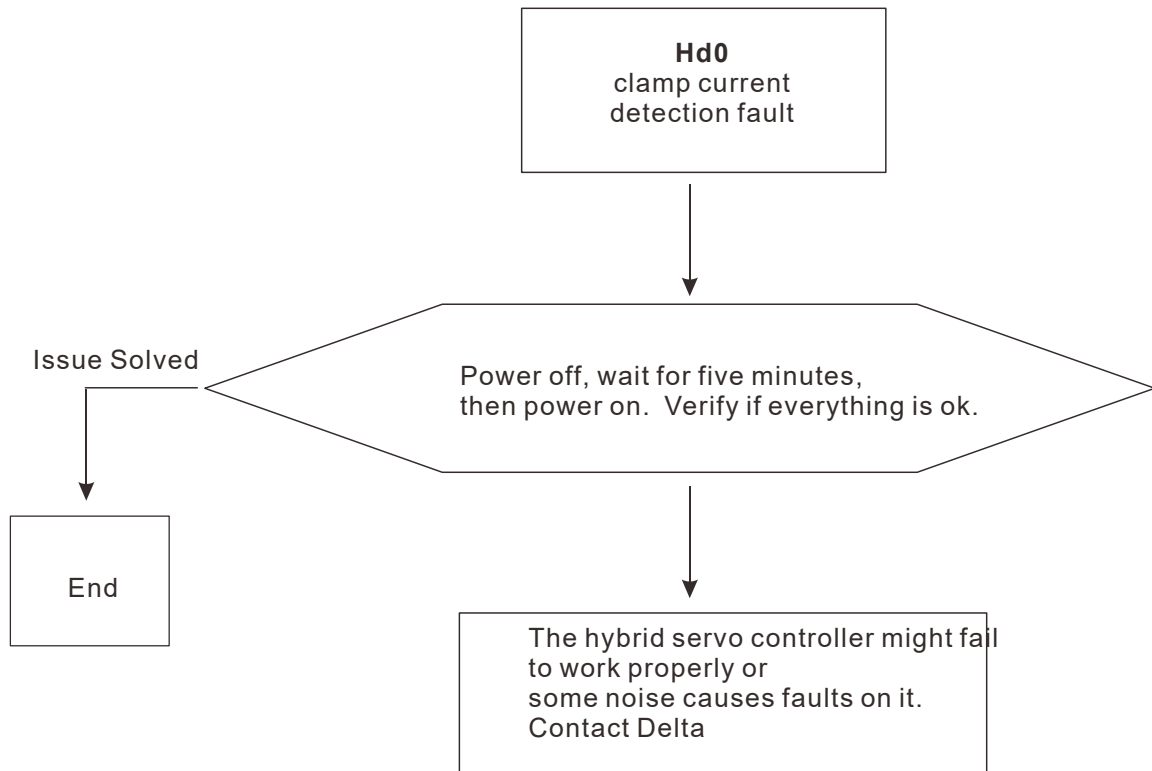 Hd0
clamp current
detection fault
Issue Solved
Power off, wait for five minutes,
then power on. Verify if everything is ok.
End
The hybrid servo controller might fail
to work properly or
some noise causes faults on it.
Contact Delta